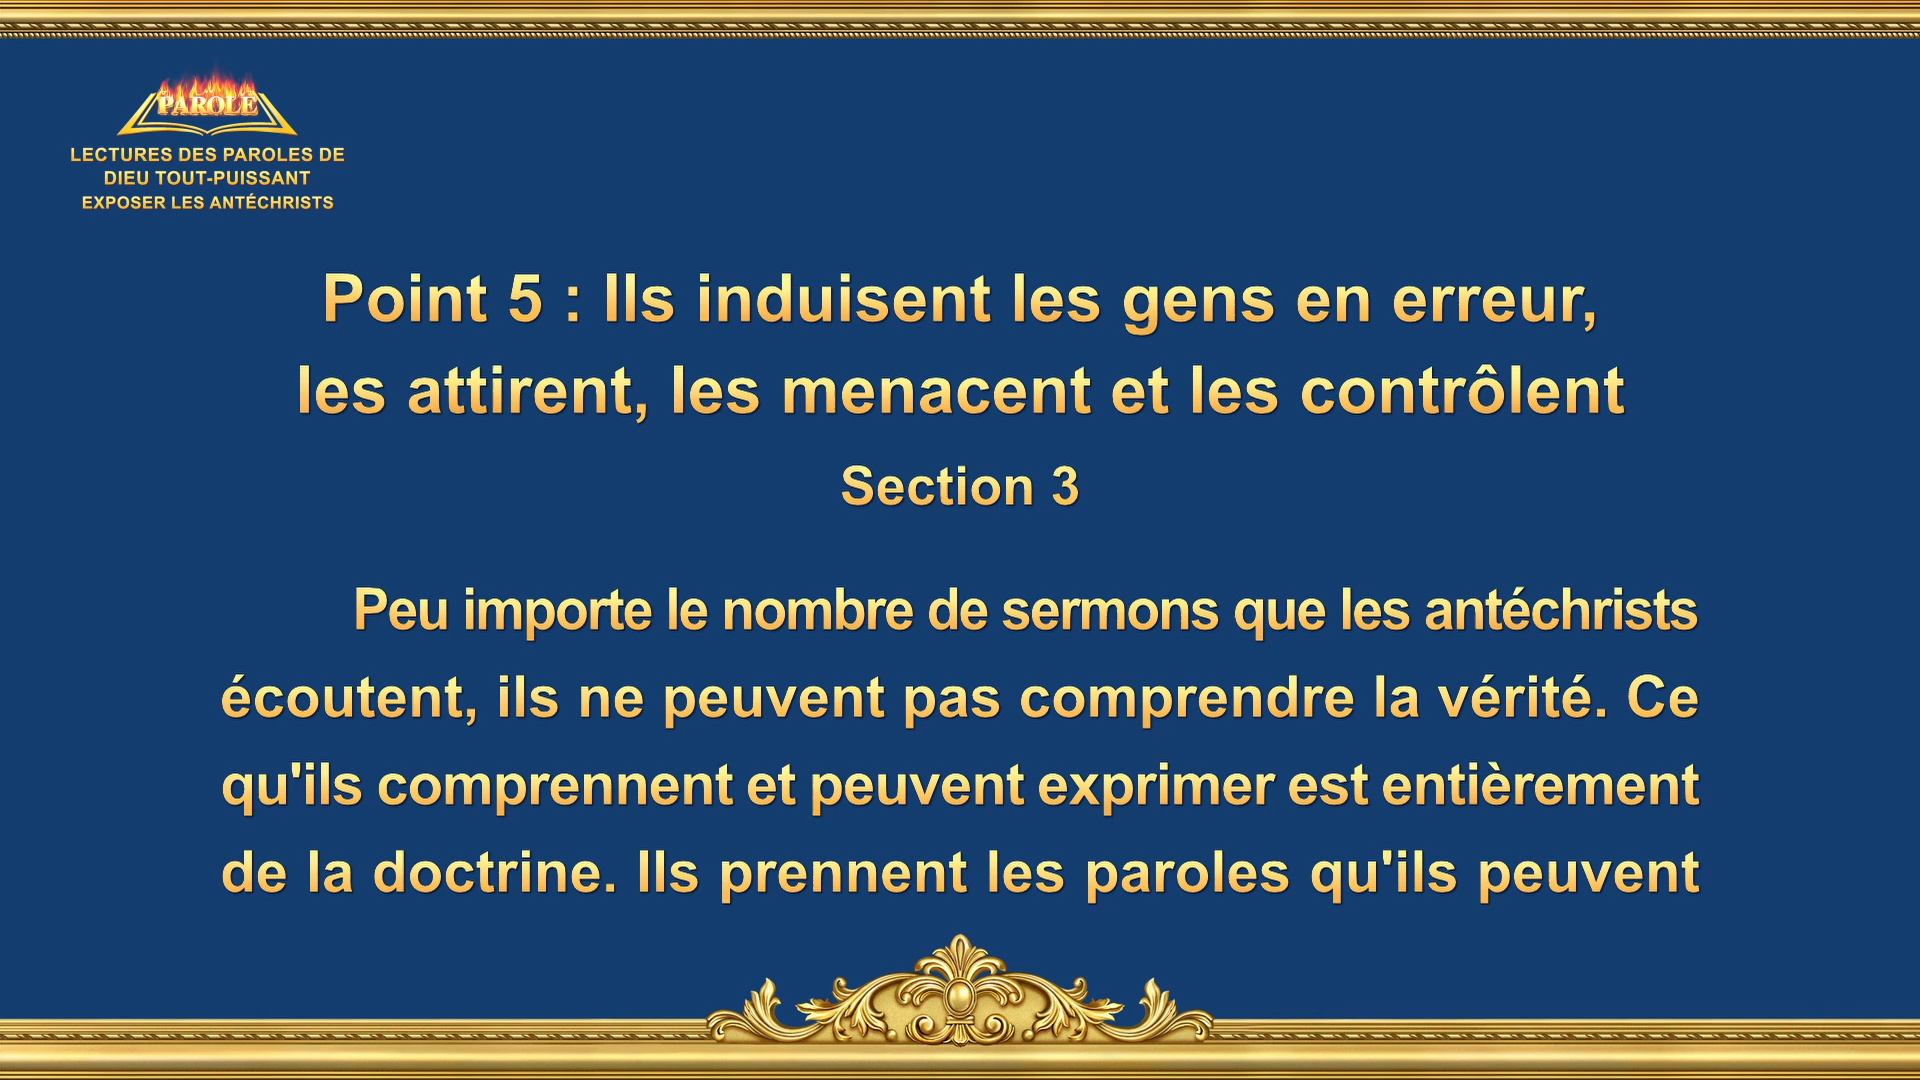 PAROLE
LECTURES DES PAROLES DE
DIEU TOUT-PUISSANT
EXPOSER LES ANTÉCHRISTS
Point 5 : Ils induisent les gens en erreur,
les attirent, les menacent et les contrôlent
Section 3
Peu importe le nombre de sermons que les antéchrists
écoutent, ils ne peuvent pas comprendre la vérité. Ce
qu'ils comprennent et peuvent exprimer est entièrement
de la doctrine. Ils prennent les paroles qu'ils peuvent